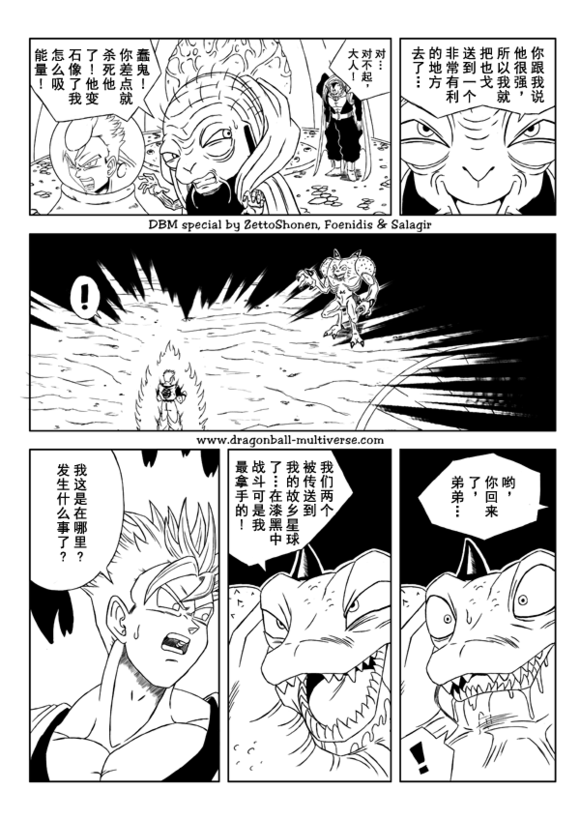 你跟我说
他很强，
所以我就
把也戈
送到一个
非常有利
的地方
去了…
对…
对不起，
大人！
蠢鬼！
你差点就
杀死他
了！他变
石像了我
怎么吸
能量！
DBM special by ZettoShonen, Foenidis & Salagir
!
www.dragonball-multiverse.com
哟，
你回来
了，
弟弟…
!
我们两个
被传送到
我的故乡星球
了…在漆黑中
战斗可是我
最拿手的！
我这是在哪里？
发生什么事了？